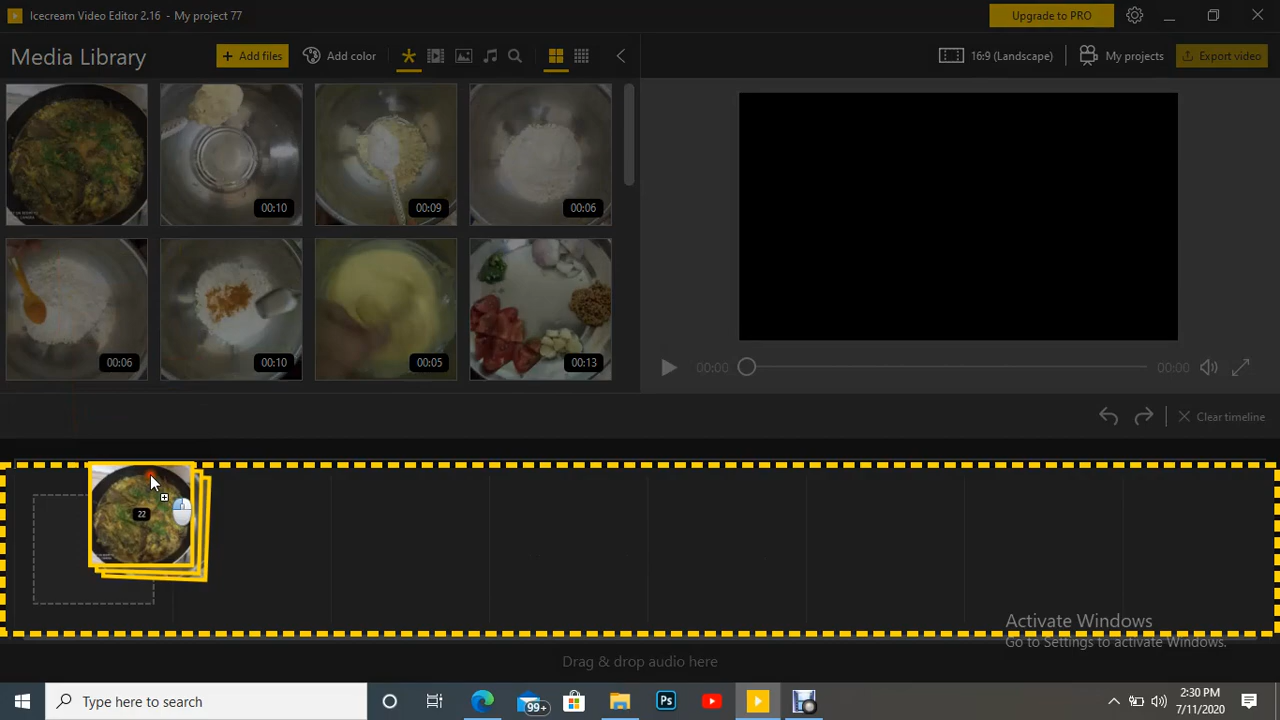 Icecream Video Editor 2.16 - My project 77
Upgrade to PRO
Media Library
+ Add files
Add color
16:9 (Landscape)
My projects
Export video
00:10
00:09
00:06
00:06
00:10
00:05
00:13
00:00
00:00
Clear timeline
22
Activate Windows
Go to Settings to activate Windows.
Drag & drop audio here
Type here to search
99+
Ps
2:30 PM
7/11/2020